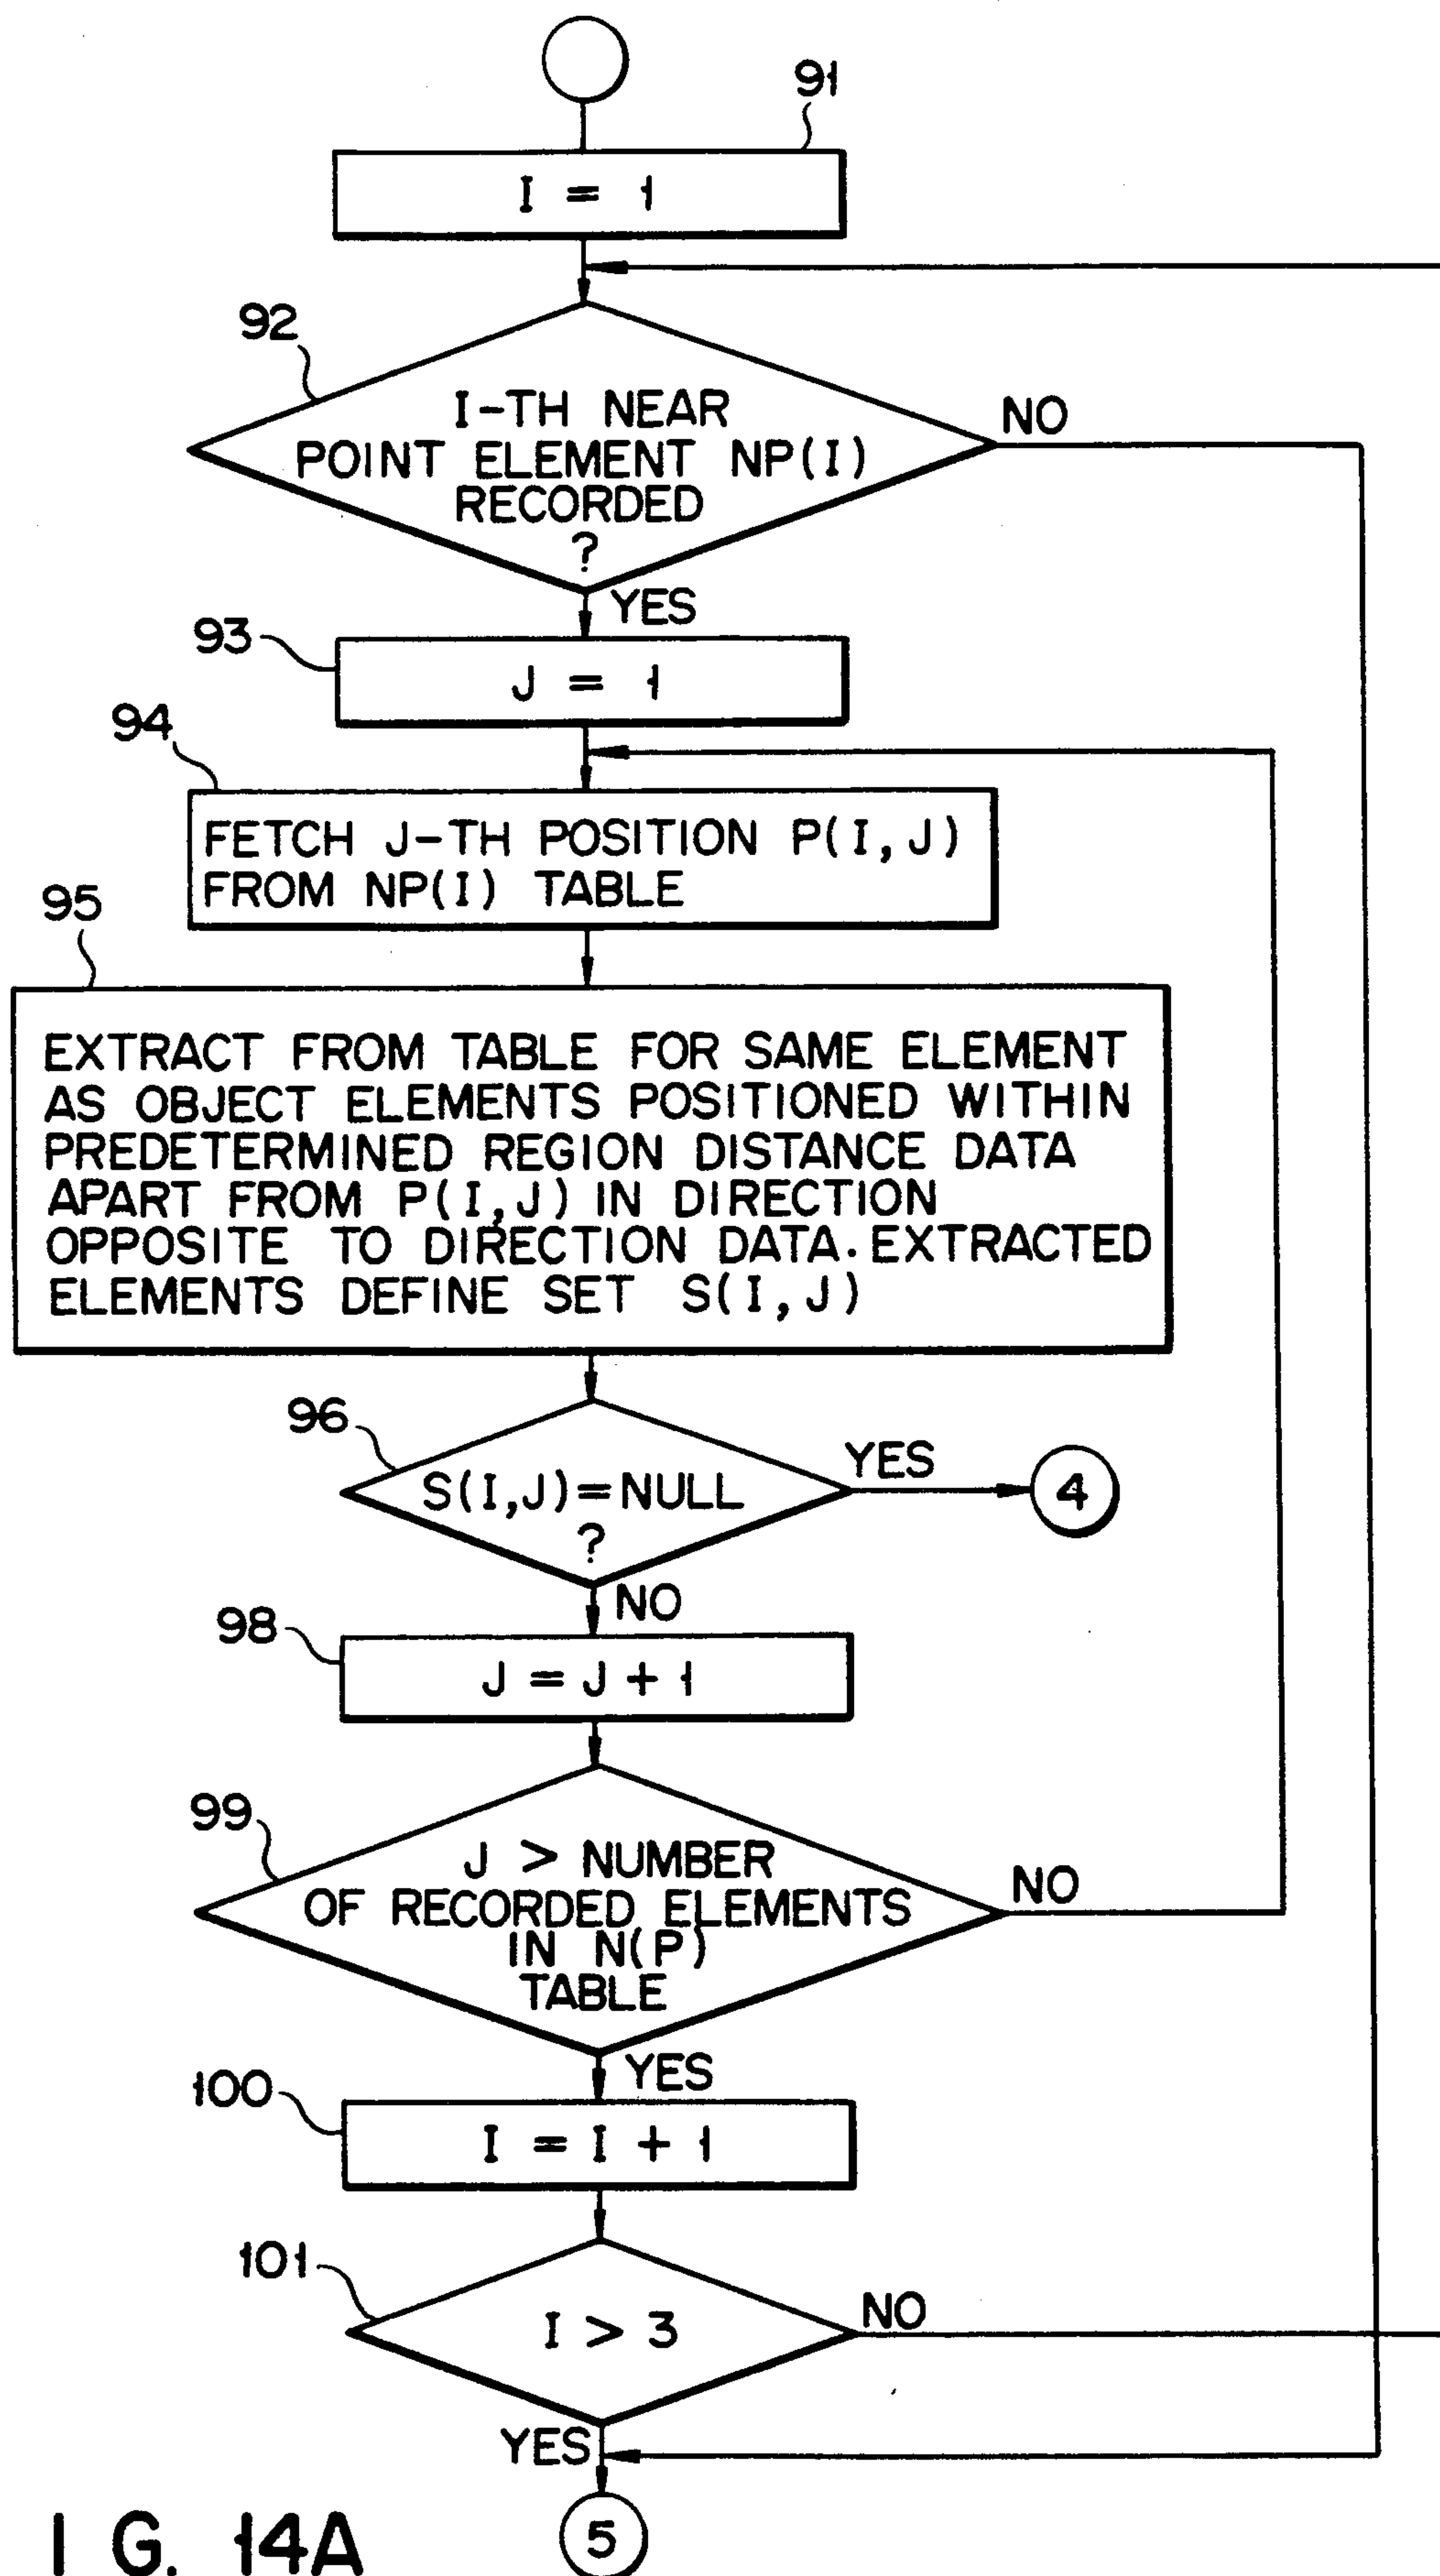 91
I = 1
92
I-TH NEAR
POINT ELEMENT NP(I)
RECORDED
?
NO
YES
93
J = 1
94
FETCH J-TH POSITION P(I,J)
FROM NP(I) TABLE
95
EXTRACT FROM TABLE FOR SAME ELEMENT
AS OBJECT ELEMENTS POSITIONED WITHIN
PREDETERMINED REGION DISTANCE DATA
APART FROM P(I,J) IN DIRECTION
OPPOSITE TO DIRECTION DATA. EXTRACTED
ELEMENTS DEFINE SET S(I,J)
96
S(I,J)=NULL
?
YES
4
NO
98
J = J + 1
99
J > NUMBER
OF RECORDED ELEMENTS
IN N(P)
TABLE
NO
YES
100
I = I + 1
101
I > 3
NO
YES
5
I G. 14A